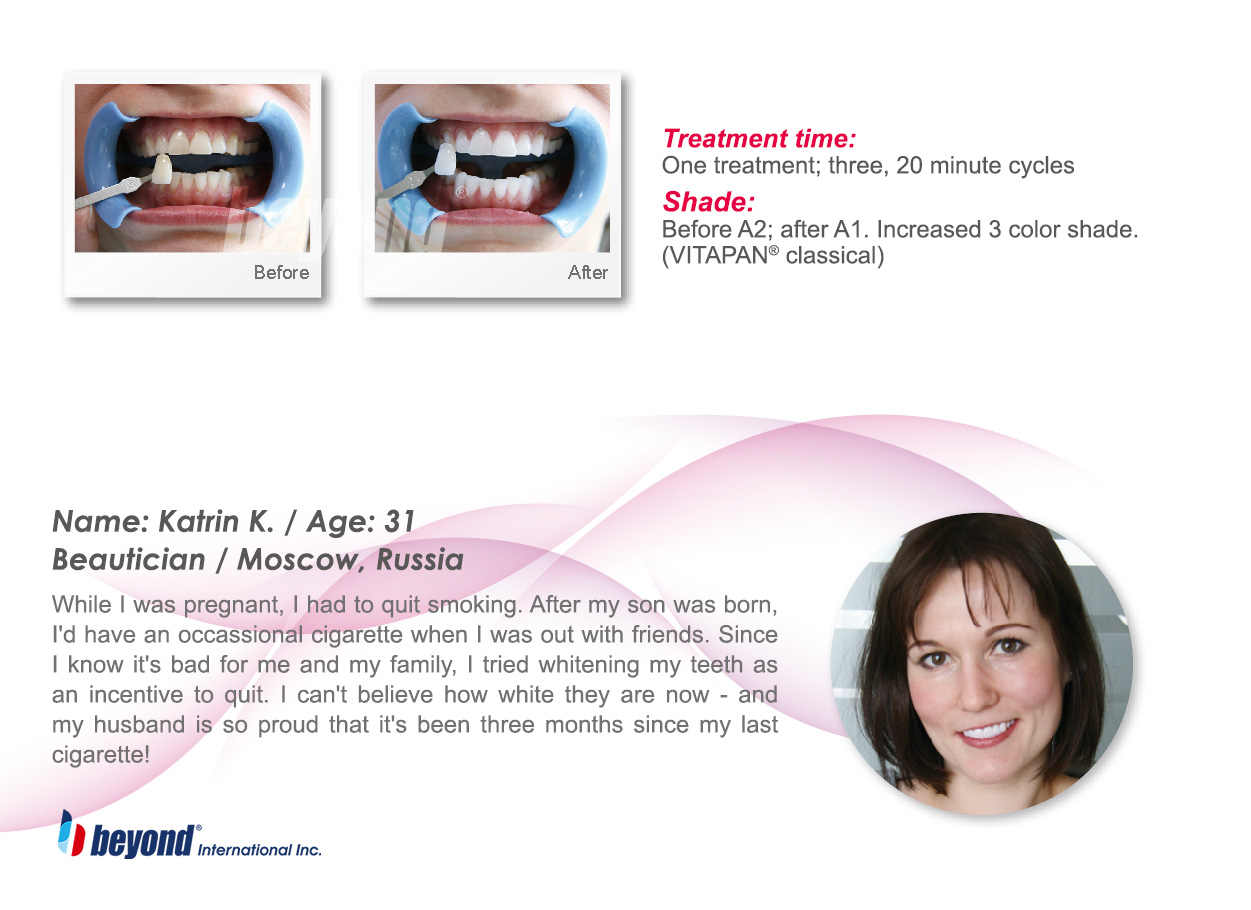 Before
After
Treatment time:
One treatment; three, 20 minute cycles
Shade:
Before A2; after A1. Increased 3 color shade.
(VITAPAN® classical)
Name: Katrin K. / Age: 31
Beautician / Moscow, Russia
While I was pregnant, I had to quit smoking. After my son was born,
I'd have an occassional cigarette when I was out with friends. Since
I know it's bad for me and my family, I tried whitening my teeth as
an incentive to quit. I can't believe how white they are now - and
my husband is so proud that it's been three months since my last
cigarette!
beyond® International Inc.